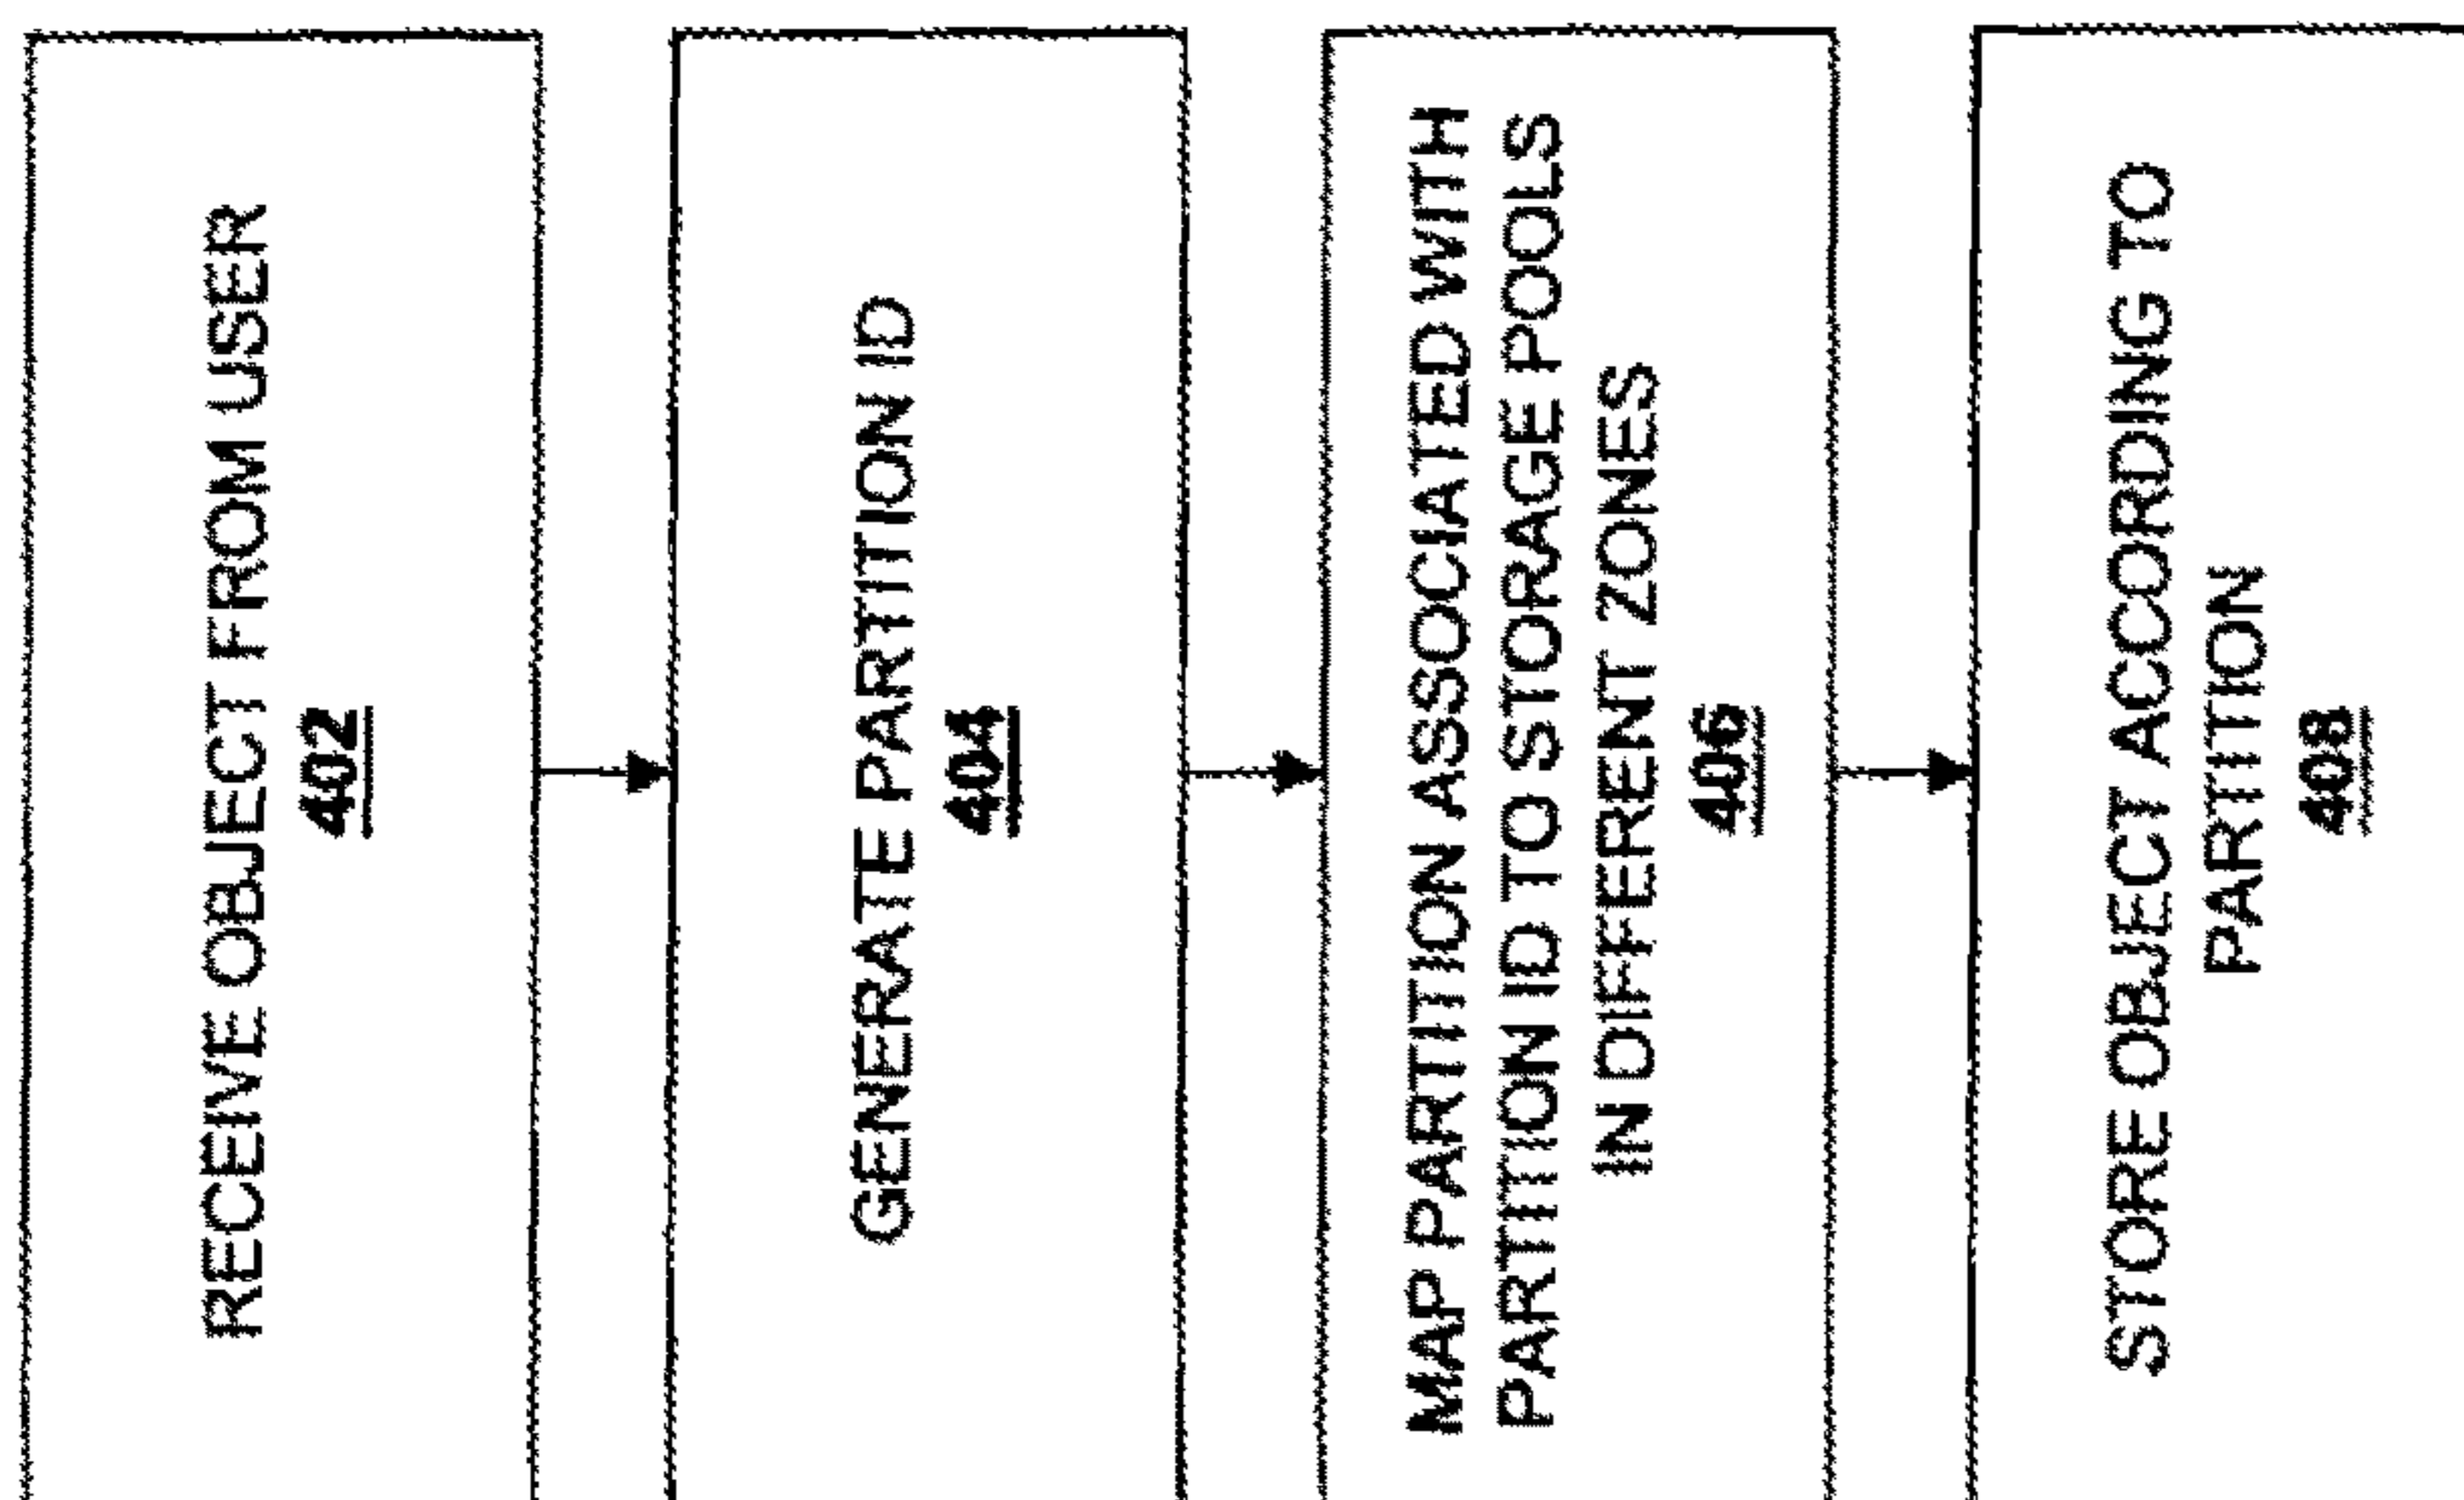 RECEIVE OBJECT FROM USER
402
GENERATE PARTITION ID
404
MAP PARTITION ASSOCIATED WITH
PARTITION ID TO STORAGE POOLS
IN DIFFERENT ZONES
406
STORE OBJECT ACCORDING TO
PARTITION
408